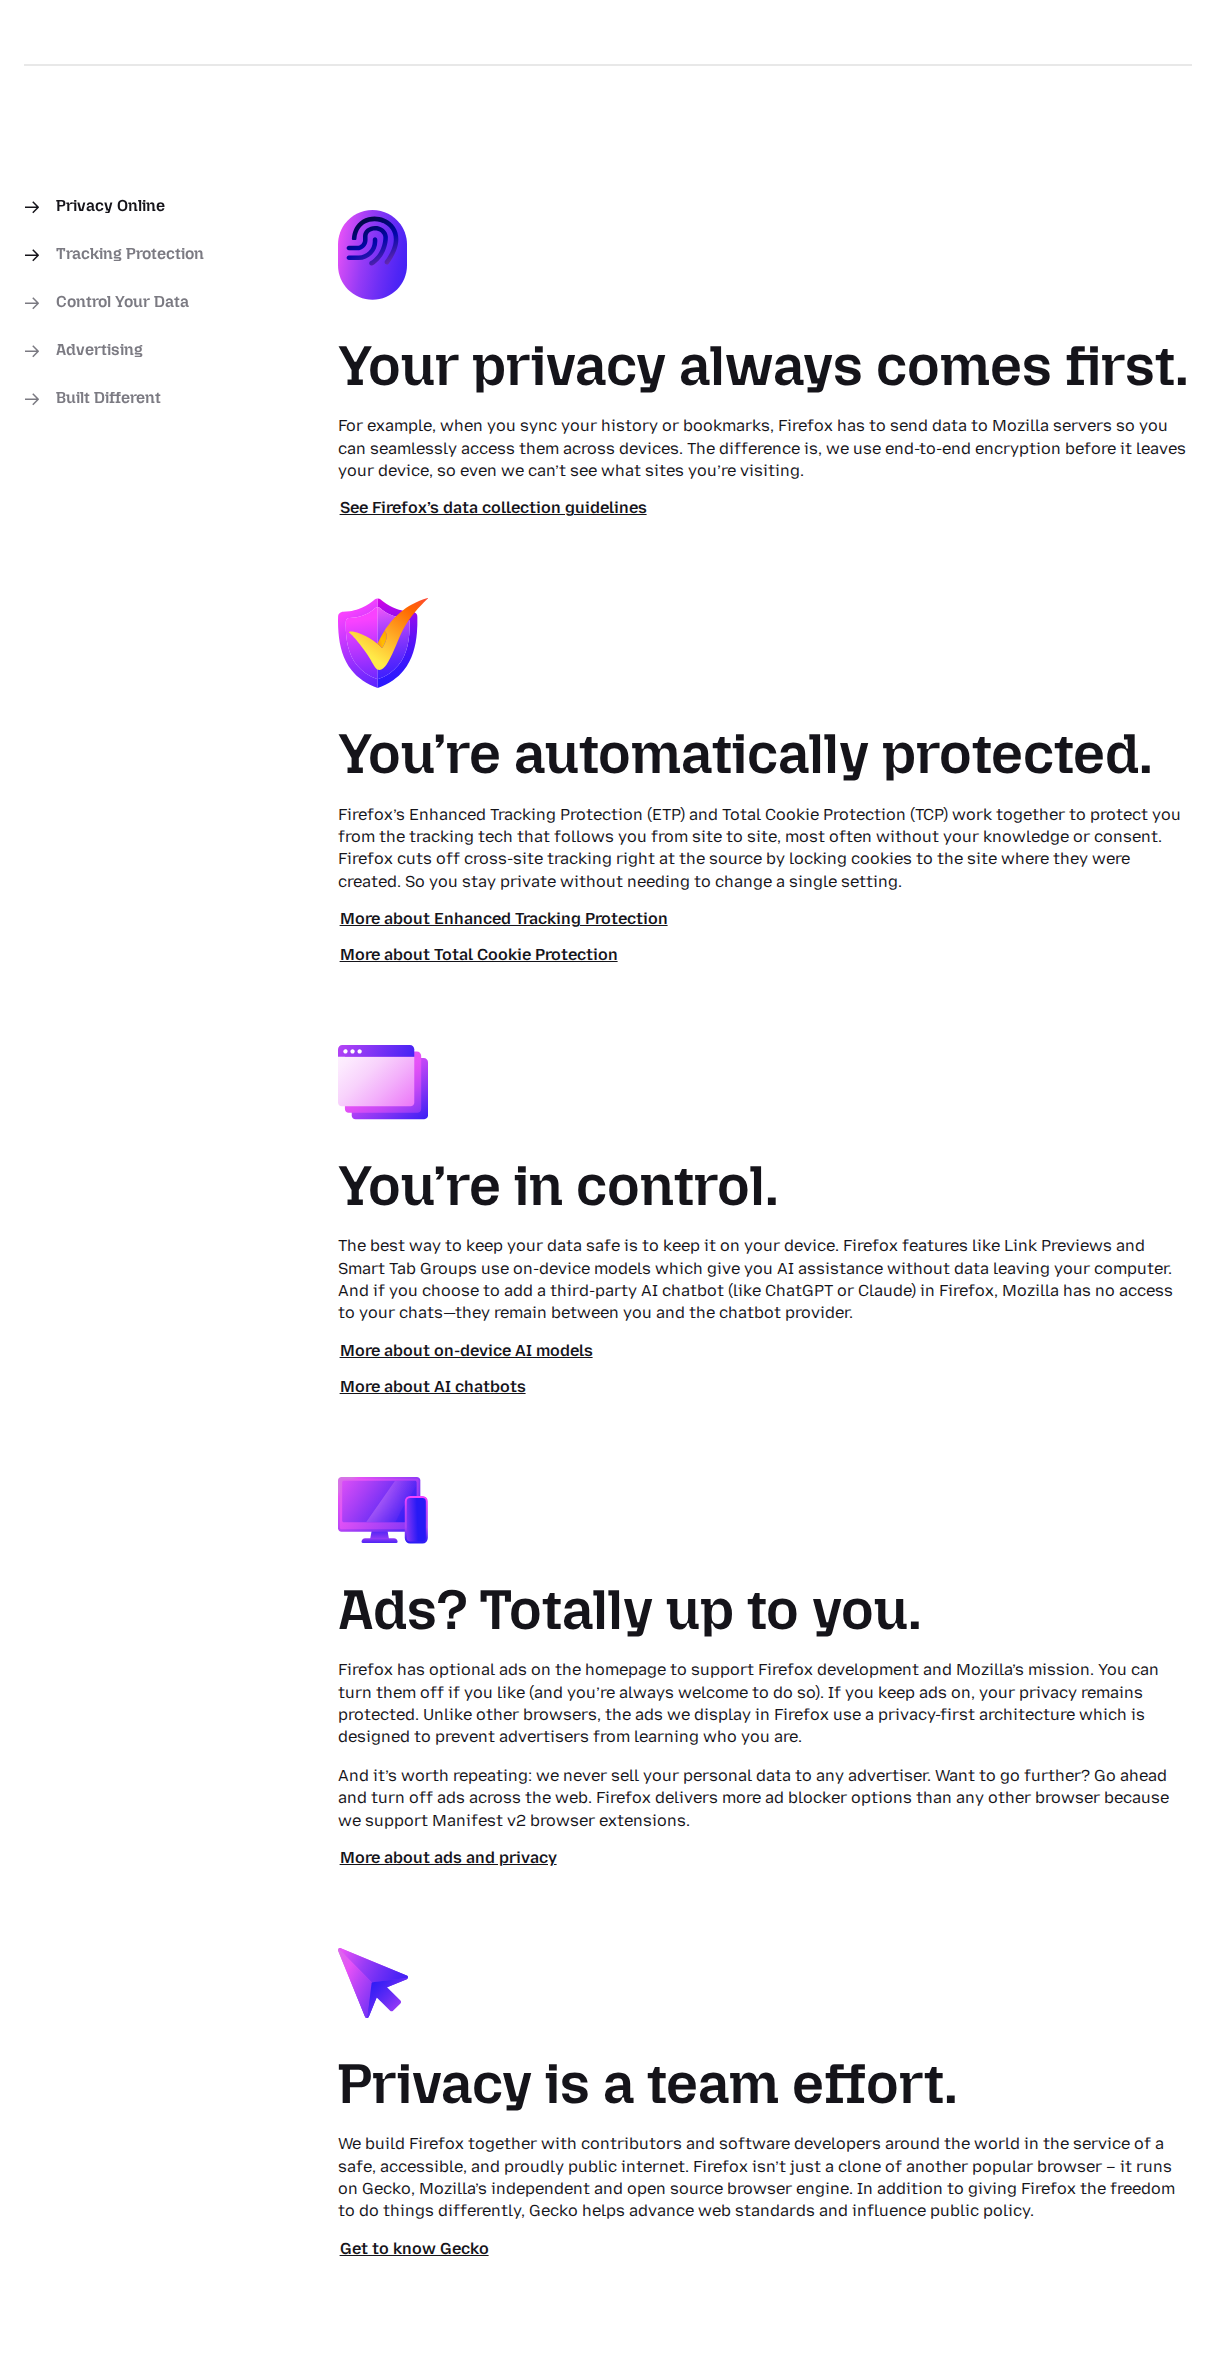 Privacy Online
Tracking Protection
Control Your Data
Advertising
Built Different
Your privacy always comes first.
For example, when you sync your history or bookmarks, Firefox has to send data to Mozilla servers so you
can seamlessly access them across devices. The difference is, we use end-to-end encryption before it leaves
your device, so even we can’t see what sites you’re visiting.
See Firefox’s data collection guidelines
You’re automatically protected.
Firefox’s Enhanced Tracking Protection (ETP) and Total Cookie Protection (TCP) work together to protect you
from the tracking tech that follows you from site to site, most often without your knowledge or consent.
Firefox cuts off cross-site tracking right at the source by locking cookies to the site where they were
created. So you stay private without needing to change a single setting.
More about Enhanced Tracking Protection
More about Total Cookie Protection
You’re in control.
The best way to keep your data safe is to keep it on your device. Firefox features like Link Previews and
Smart Tab Groups use on-device models which give you AI assistance without data leaving your computer.
And if you choose to add a third-party AI chatbot (like ChatGPT or Claude) in Firefox, Mozilla has no access
to your chats—they remain between you and the chatbot provider.
More about on-device AI models
More about AI chatbots
Ads? Totally up to you.
Firefox has optional ads on the homepage to support Firefox development and Mozilla’s mission. You can
turn them off if you like (and you’re always welcome to do so). If you keep ads on, your privacy remains
protected. Unlike other browsers, the ads we display in Firefox use a privacy-first architecture which is
designed to prevent advertisers from learning who you are.
And it’s worth repeating: we never sell your personal data to any advertiser. Want to go further? Go ahead
and turn off ads across the web. Firefox delivers more ad blocker options than any other browser because
we support Manifest v2 browser extensions.
More about ads and privacy
Privacy is a team effort.
We build Firefox together with contributors and software developers around the world in the service of a
safe, accessible, and proudly public internet. Firefox isn’t just a clone of another popular browser – it runs
on Gecko, Mozilla’s independent and open source browser engine. In addition to giving Firefox the freedom
to do things differently, Gecko helps advance web standards and influence public policy.
Get to know Gecko